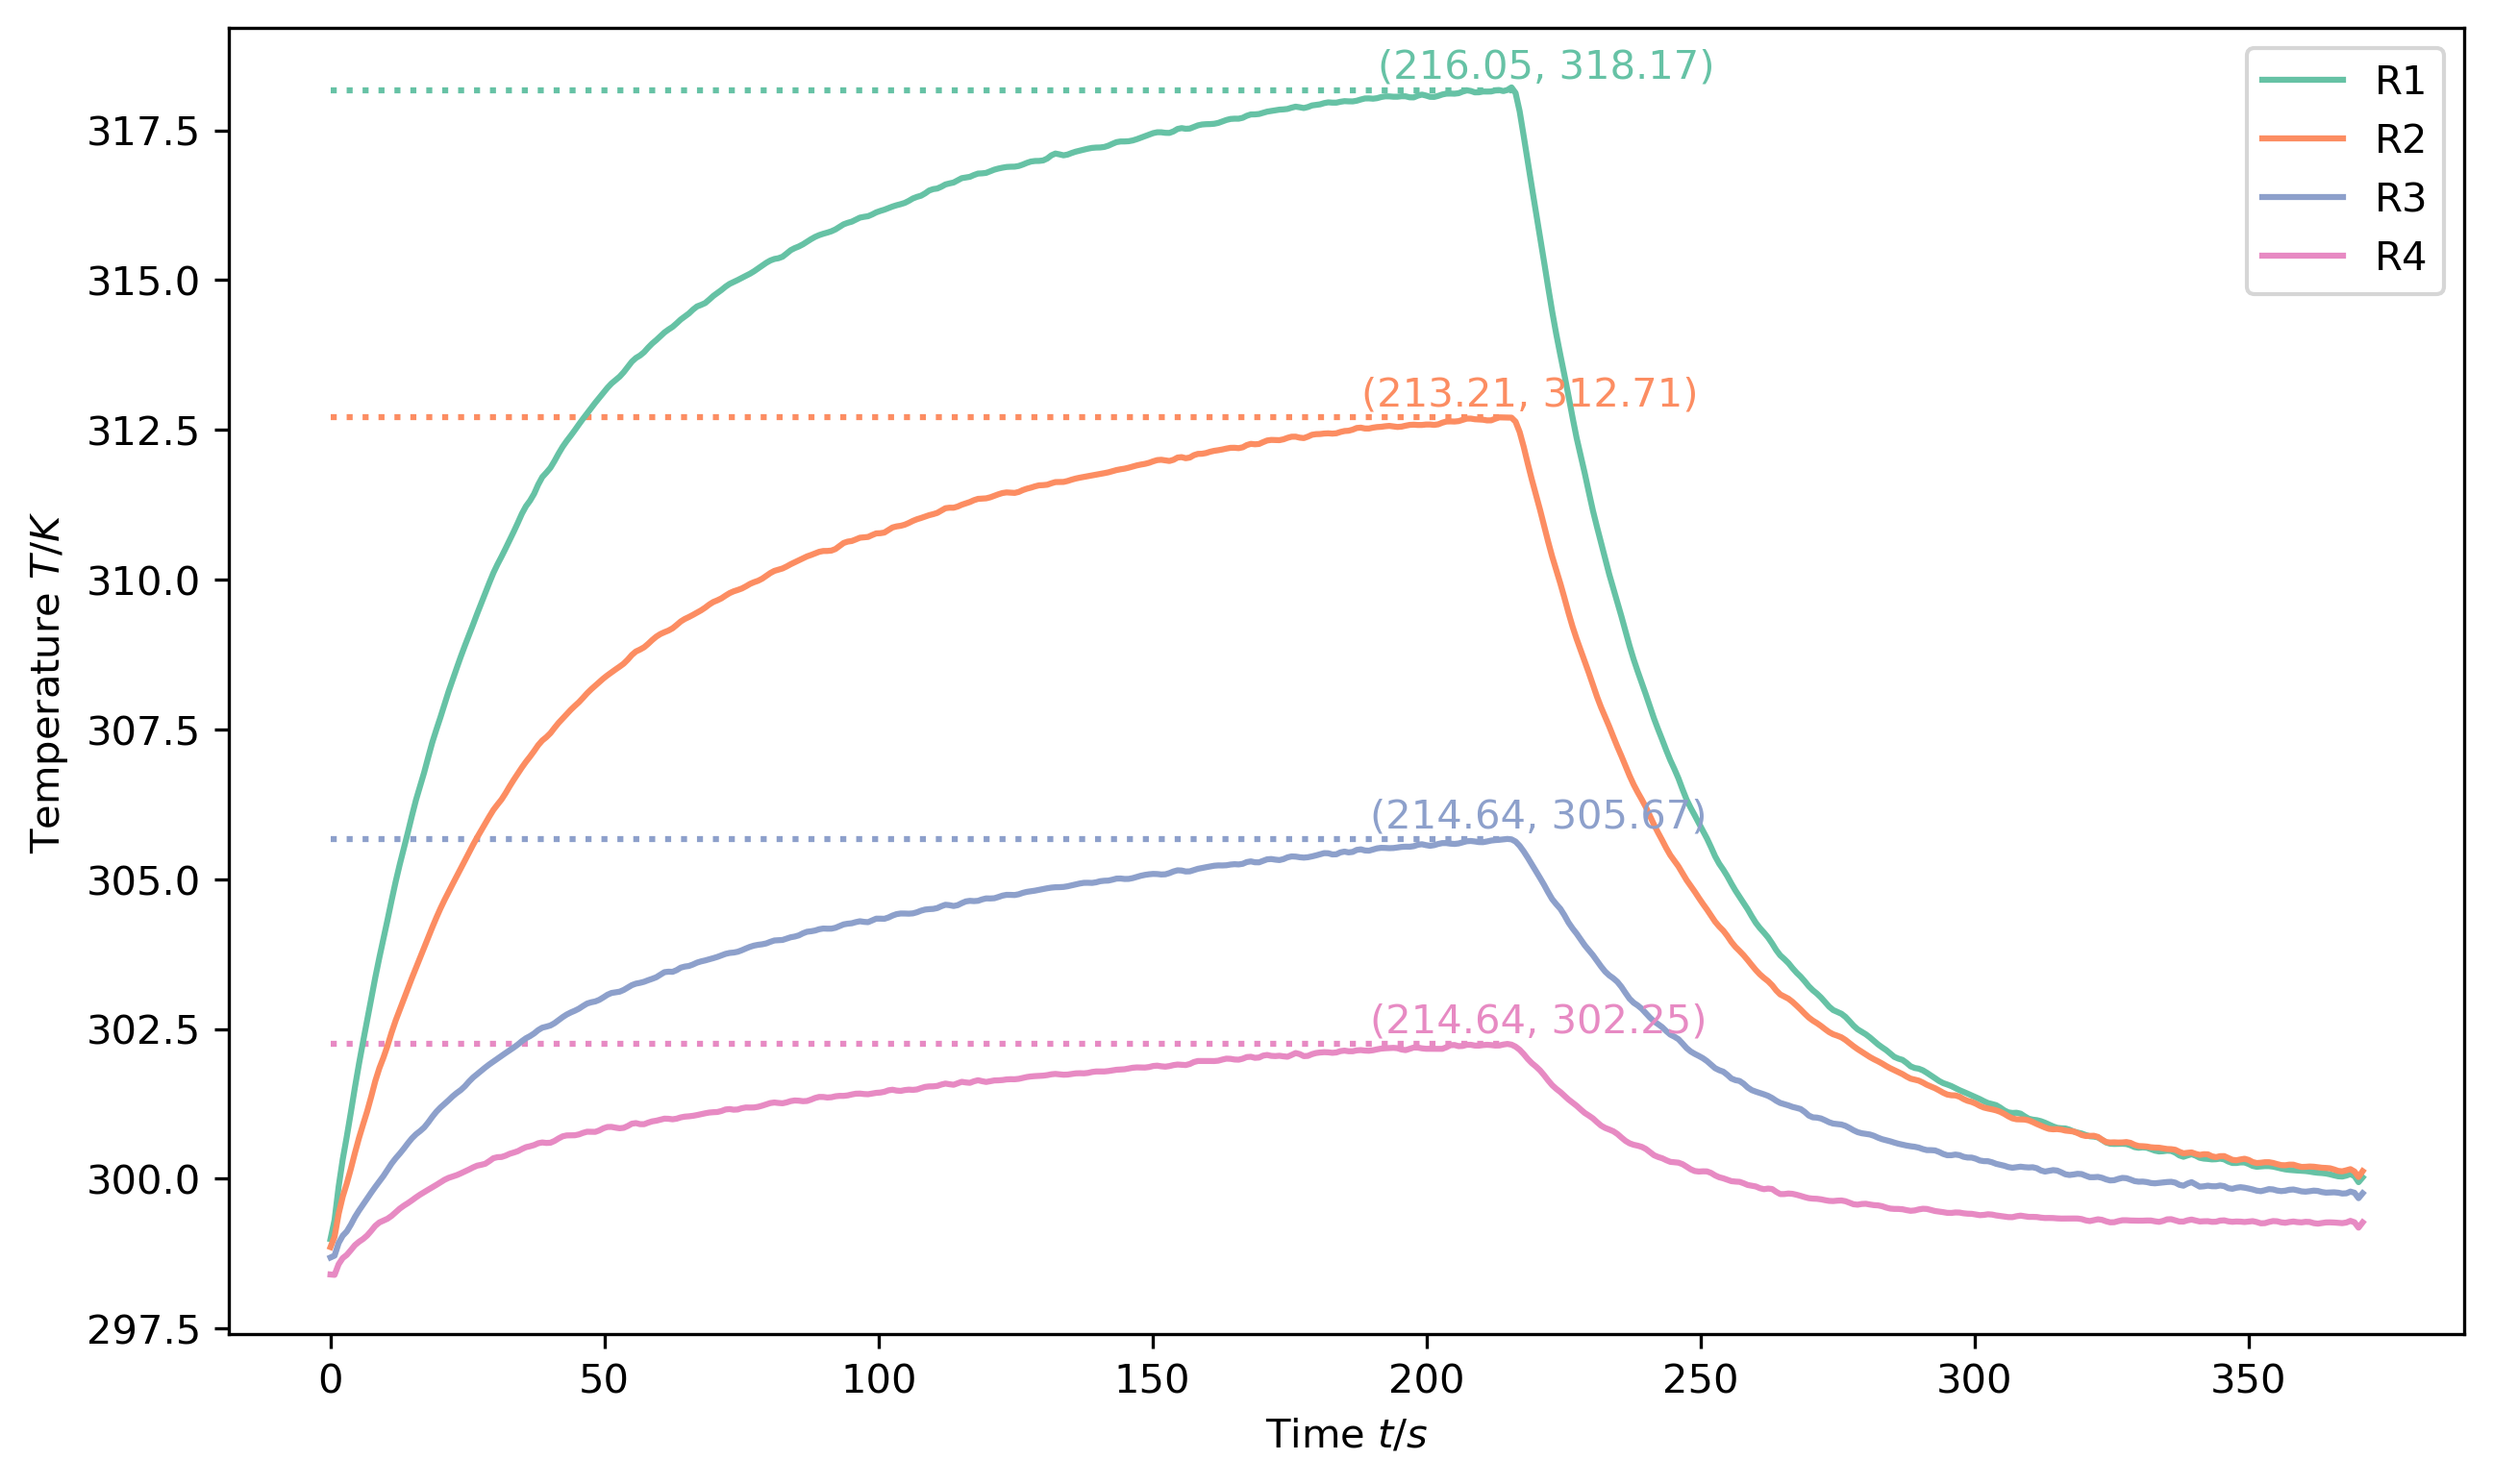 (216.05, 318.17)
R1
R2
R3
R4
(213.21, 312.71)
(214.64, 305.67)
(214.64, 302.25)
Temperature T/K
317.5
315.0
312.5
310.0
307.5
305.0
302.5
300.0
297.5
0 50 100 150 200 250 300 350
Time t/s